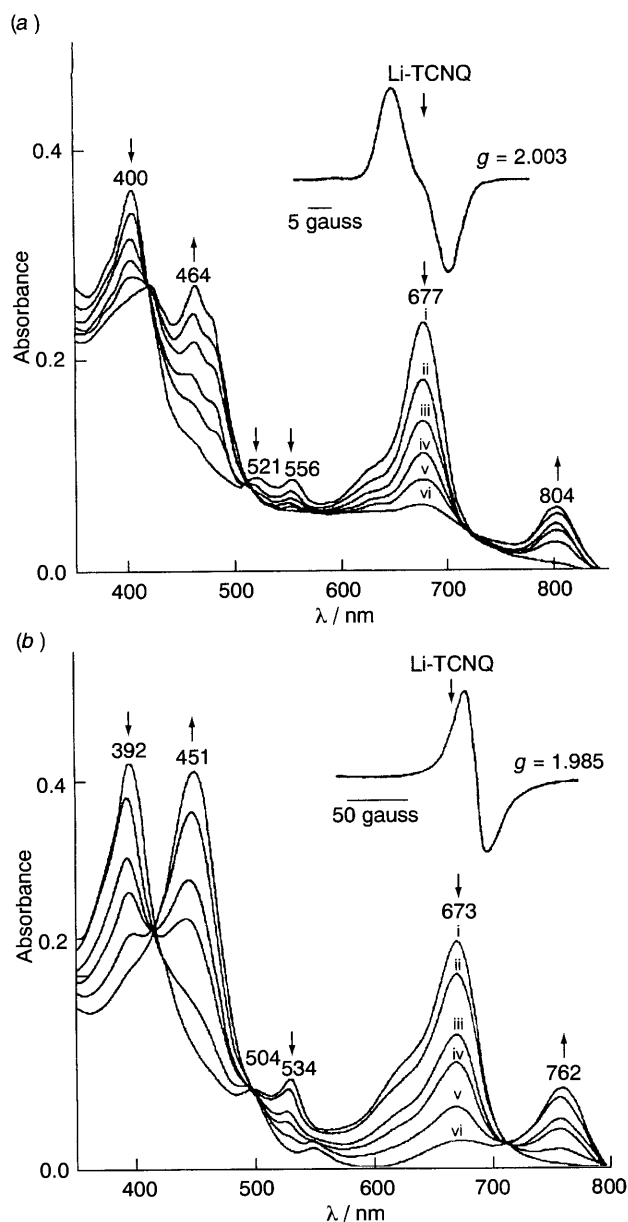 (a)
Li-TCNQ
g = 2.003
5 gauss
0.4
400
464
677
i
ii
iii
iv
v
vi
0.2
521
556
804
0.0
400
500
600
700
800
Absorbance
λ / nm
(b)
Li-TCNQ
g = 1.985
50 gauss
392
451
0.4
673
i
ii
iii
iv
v
vi
0.2
504
534
762
0.0
400
500
600
700
800
Absorbance
λ / nm